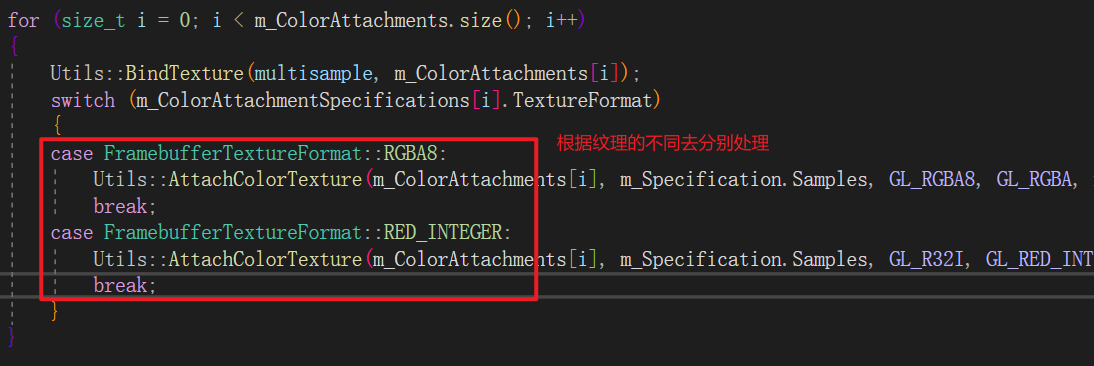 for (size_t i = 0; i < m_ColorAttachments.size(); i++)
{
Utils::BindTexture(multisample, m_ColorAttachments[i]);
switch (m_ColorAttachmentSpecifications[i].TextureFormat)
{
case FramebufferTextureFormat::RGBA8: 根据纹理的不同去分别处理
Utils::AttachColorTexture(m_ColorAttachments[i], m_Specification.Samples, GL_RGBA8, GL_RGBA,
break;
case FramebufferTextureFormat::RED_INTEGER:
Utils::AttachColorTexture(m_ColorAttachments[i], m_Specification.Samples, GL_R32I, GL_RED_INT
break;
}
}